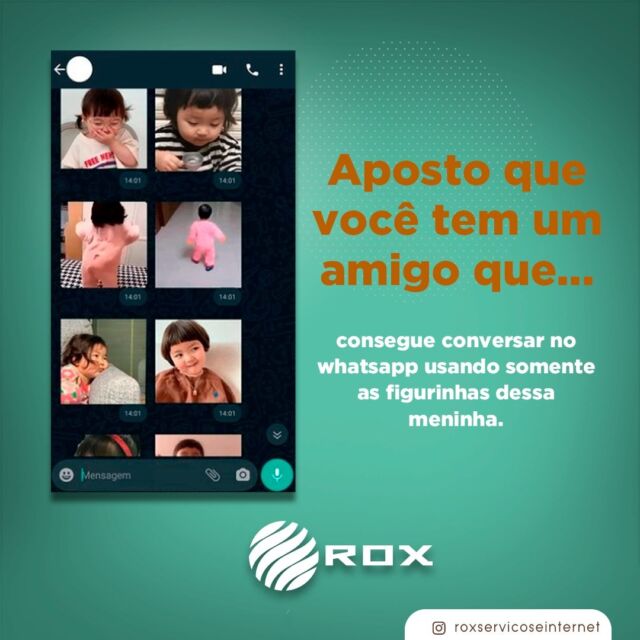 FREE
14:01
14:01
14:01
14:01
14:01
14:01
Mensagem
Aposto que
você tem um
amigo que...
consegue conversar no
whatsapp usando somente
as figurinhas dessa
meninha.
ROX
roxservicoseinternet